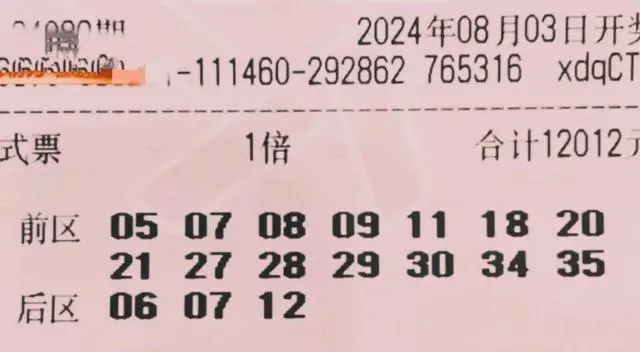 2024年08月03日开奖
-111460-292862 765316 xdqCT
式票 1倍 合计12012元
前区 05 07 08 09 11 18 20
21 27 28 29 30 34 35
后区 06 07 12